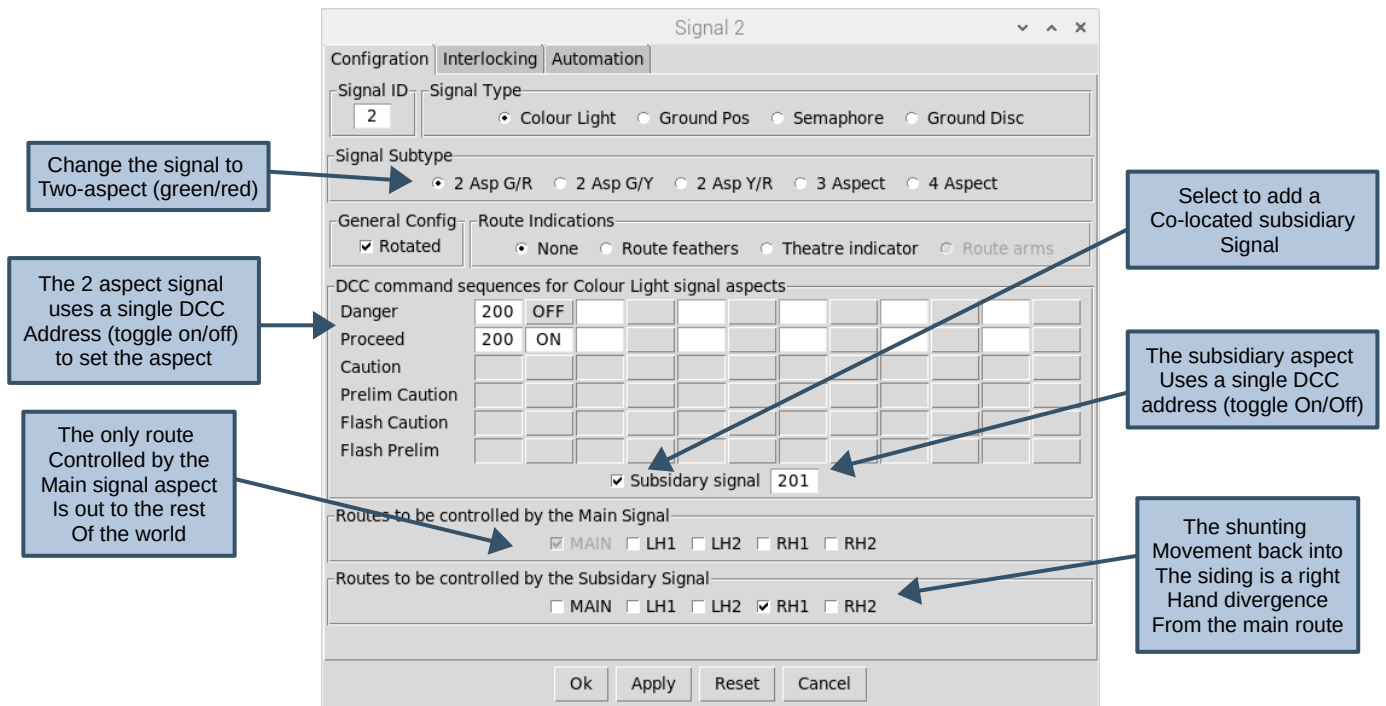 Signal 2
Configration Interlocking Automation
Signal ID Signal Type
2 Colour Light Ground Pos Semaphore Ground Disc
Change the signal to
Two-aspect (green/red)
Signal Subtype
2 Asp G/R 2 Asp G/Y 2 Asp Y/R 3 Aspect 4 Aspect
Select to add a
Co-located subsidiary
Signal
General Config Route Indications
Rotated None Route feathers Theatre indicator Route arms
The 2 aspect signal
uses a single DCC
Address (toggle on/off)
to set the aspect
DCC command sequences for Colour Light signal aspects
Danger 200 OFF
Proceed 200 ON
Caution
Prelim Caution
Flash Caution
Flash Prelim
The subsidiary aspect
Uses a single DCC
address (toggle On/Off)
Subsidary signal 201
The only route
Controlled by the
Main signal aspect
Is out to the rest
Of the world
Routes to be controlled by the Main Signal
MAIN LH1 LH2 RH1 RH2
Routes to be controlled by the Subsidary Signal
MAIN LH1 LH2 RH1 RH2
The shunting
Movement back into
The siding is a right
Hand divergence
From the main route
Ok Apply Reset Cancel